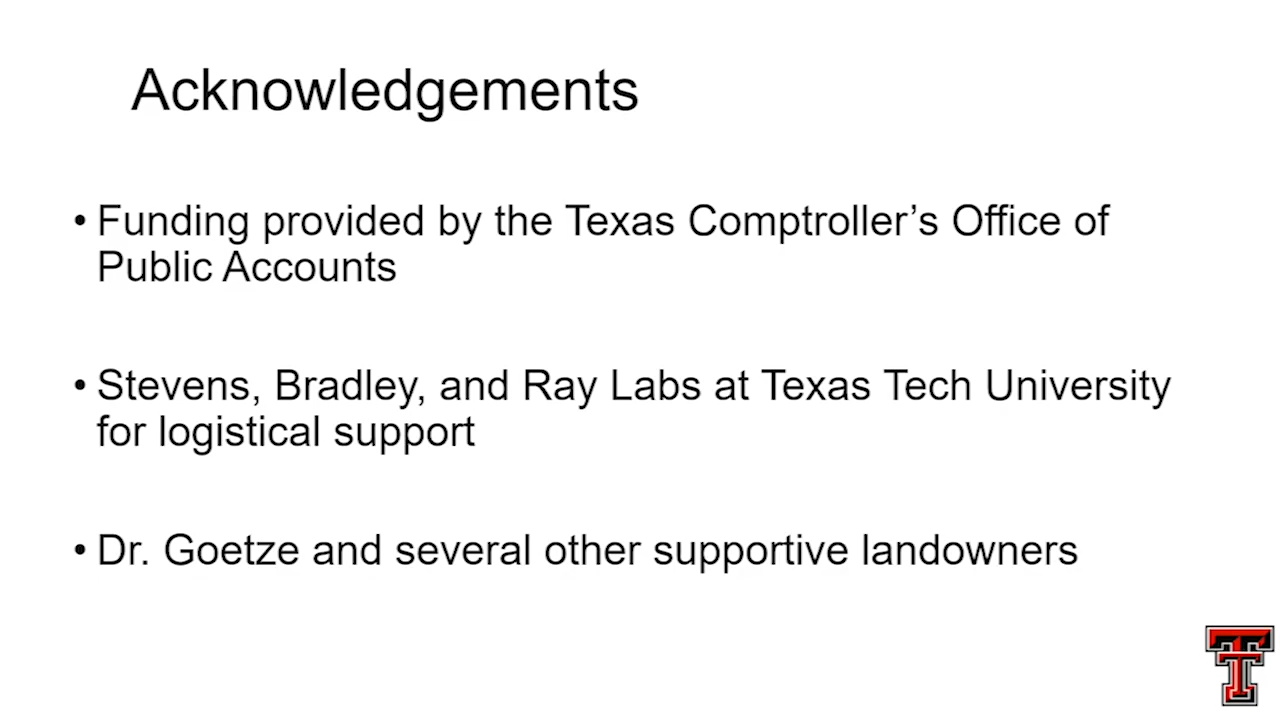 Acknowledgements
• Funding provided by the Texas Comptroller’s Office of
Public Accounts
• Stevens, Bradley, and Ray Labs at Texas Tech University
for logistical support
• Dr. Goetze and several other supportive landowners